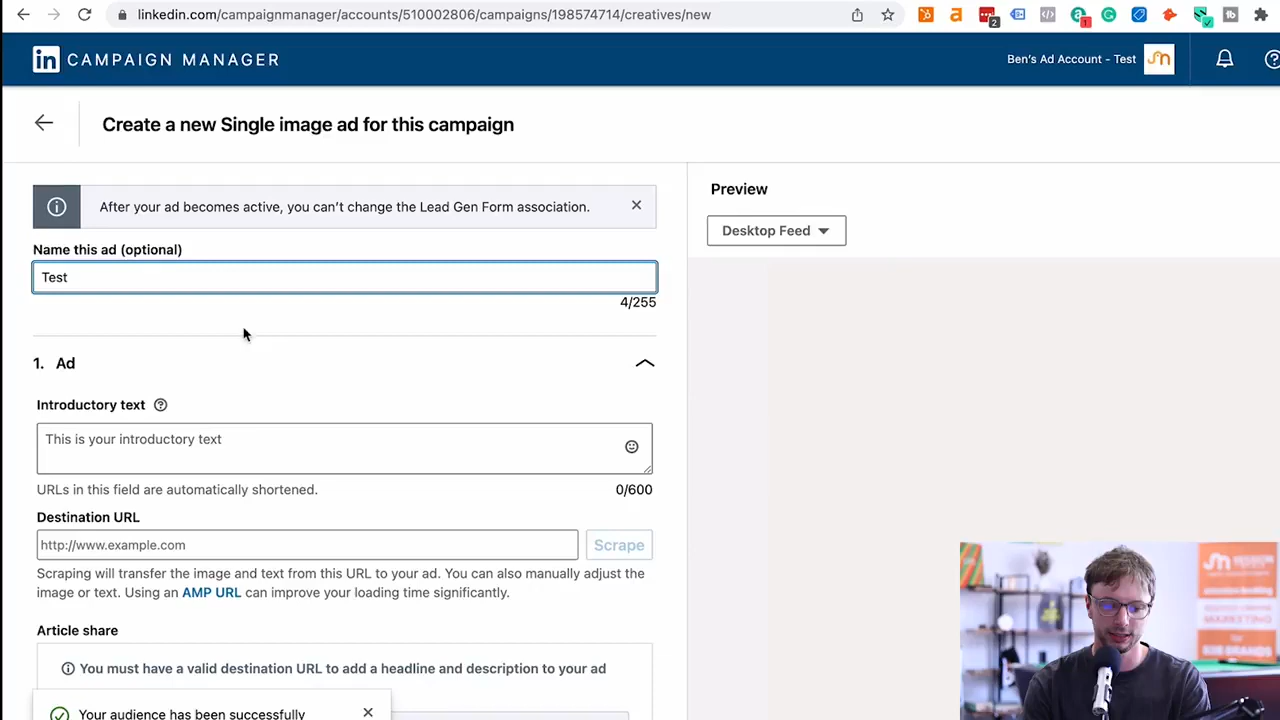 linkedin.com/campaignmanager/accounts/510002806/campaigns/198574714/creatives/new
in CAMPAIGN MANAGER
Ben's Ad Account - Test
Create a new Single image ad for this campaign
After your ad becomes active, you can't change the Lead Gen Form association.
Name this ad (optional)
Test
4/255
1. Ad
Introductory text
This is your introductory text
URLs in this field are automatically shortened.
0/600
Destination URL
http://www.example.com
Scrape
Scraping will transfer the image and text from this URL to your ad. You can also manually adjust the
image or text. Using an AMP URL can improve your loading time significantly.
Article share
You must have a valid destination URL to add a headline and description to your ad
Your audience has been successfully
Preview
Desktop Feed
MARKETING